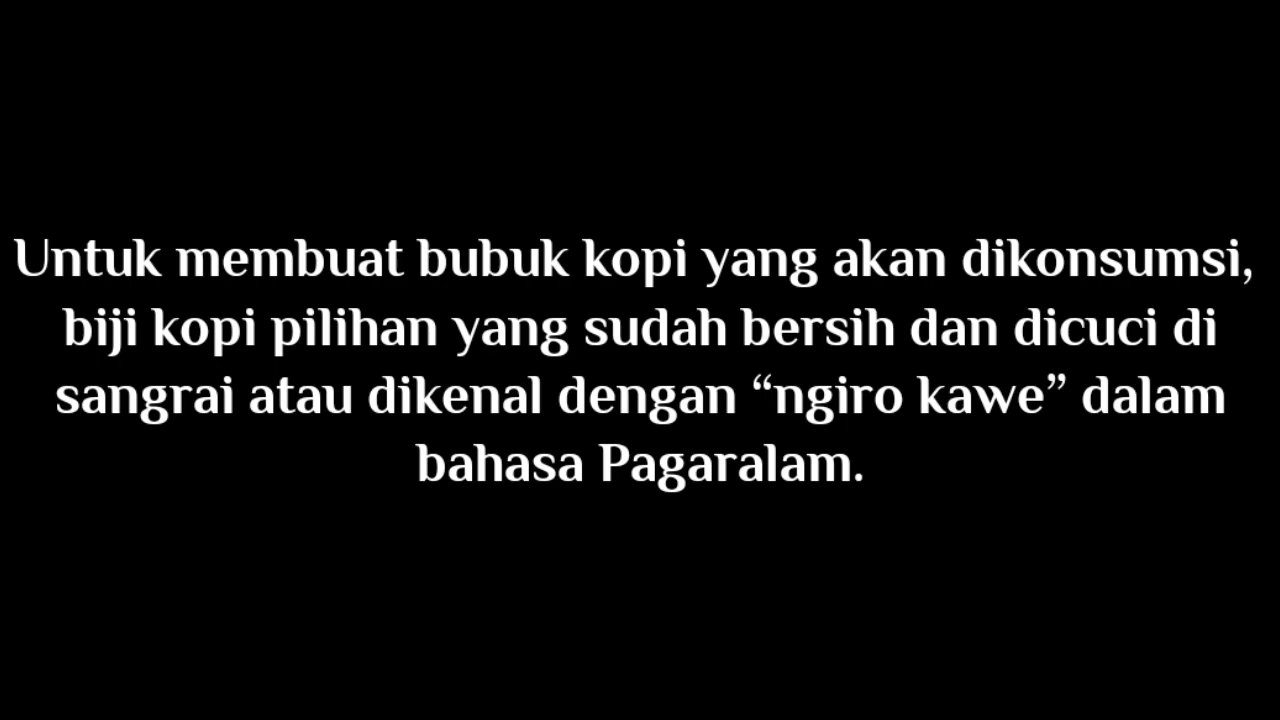 Untuk membuat bubuk kopi yang akan dikonsumsi,
biji kopi pilihan yang sudah bersih dan dicuci di
sangrai atau dikenal dengan “ngiro kawe” dalam
bahasa Pagaralam.